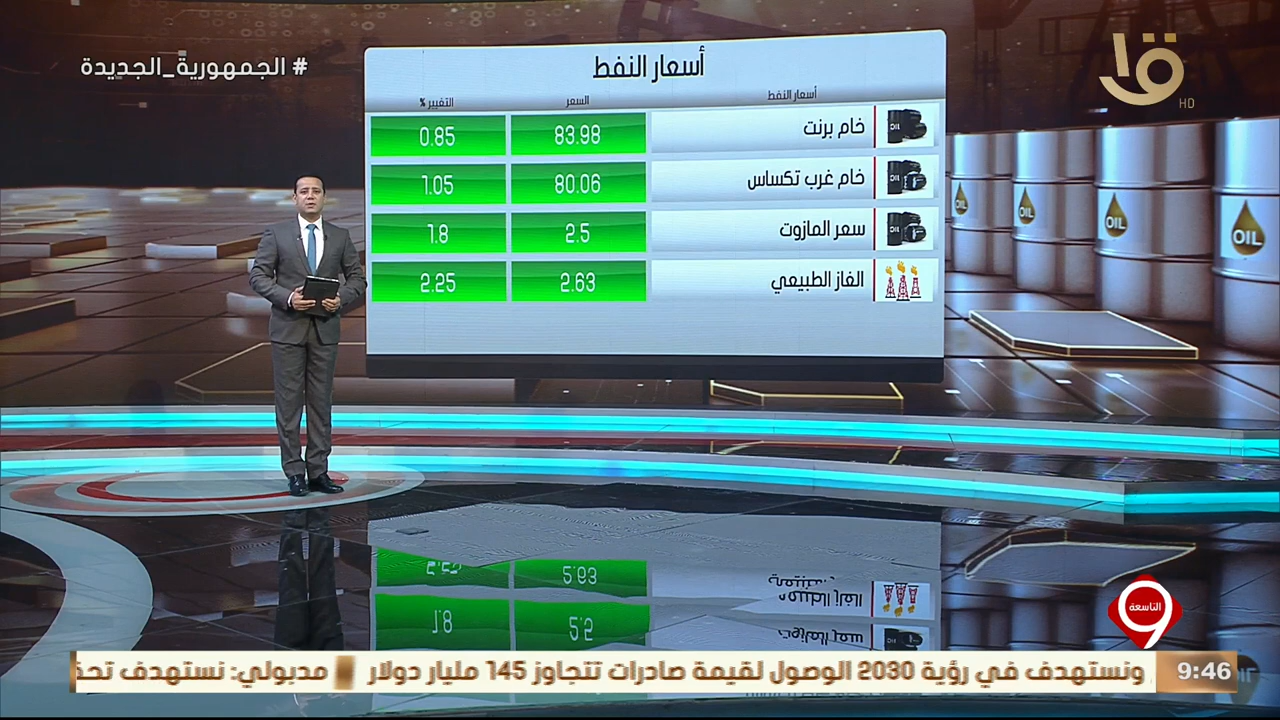 #الجمهورية_الجديدة
HD
أسعار النفط
أسعار النفط السعر التغيير %
خام برنت 83.98 0.85
خام غرب تكساس 80.06 1.05
سعر المازوت 2.5 1.8
الغاز الطبيعي 2.63 2.25
OIL
OIL
OIL
OIL
التاسعة
9
9:46
ونستهدف في رؤية 2030 الوصول لقيمة صادرات تتجاوز 145 مليار دولار
مدبولي: نستهدف